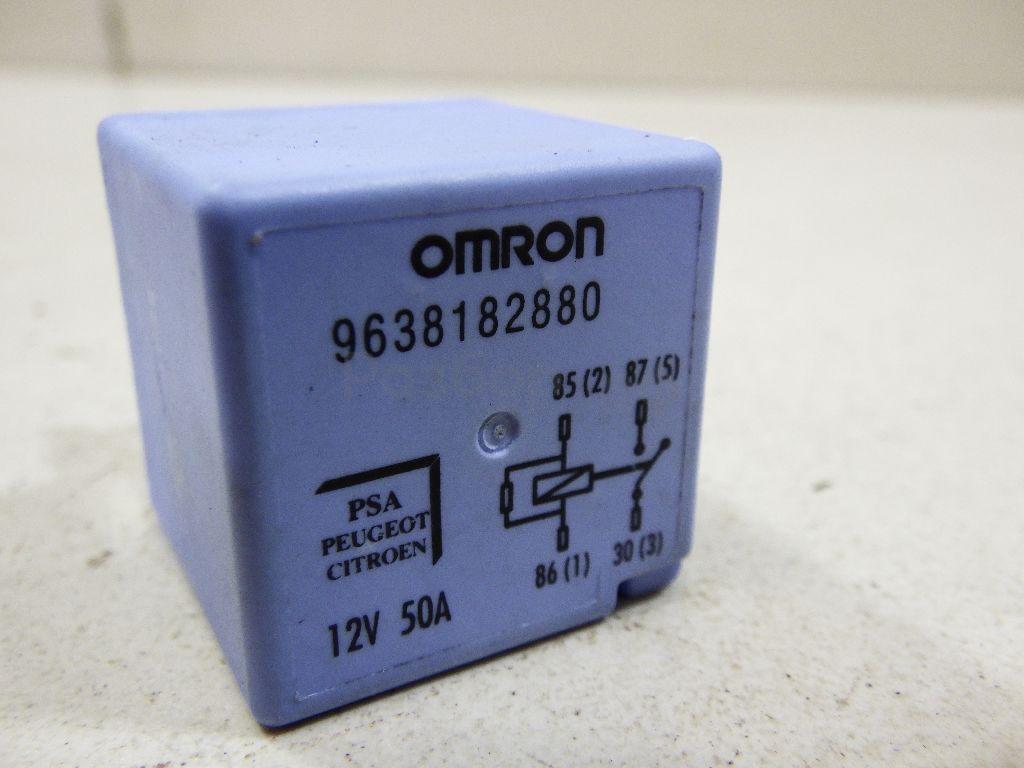 OMRON
9638182880
85 (2) 87 (5)
PSA
PEUGEOT
CITROEN
86 (1) 30 (3)
12V 50A